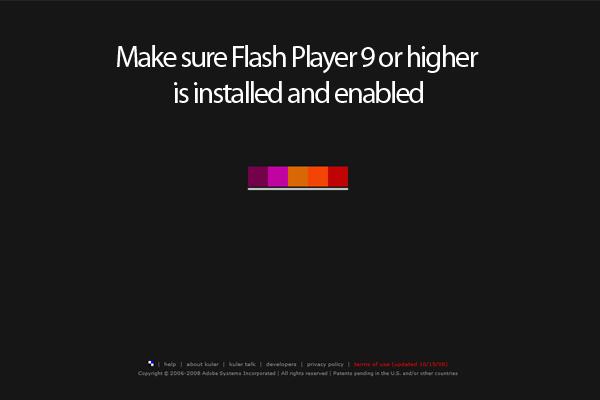 Make sure Flash Player 9 or higher
is installed and enabled
| help | about kuler | kuler talk | developers | privacy policy | terms of use (updated 10/15/08)
Copyright © 2006-2008 Adobe Systems Incorporated | All rights reserved | Patents pending in the U.S. and/or other countries